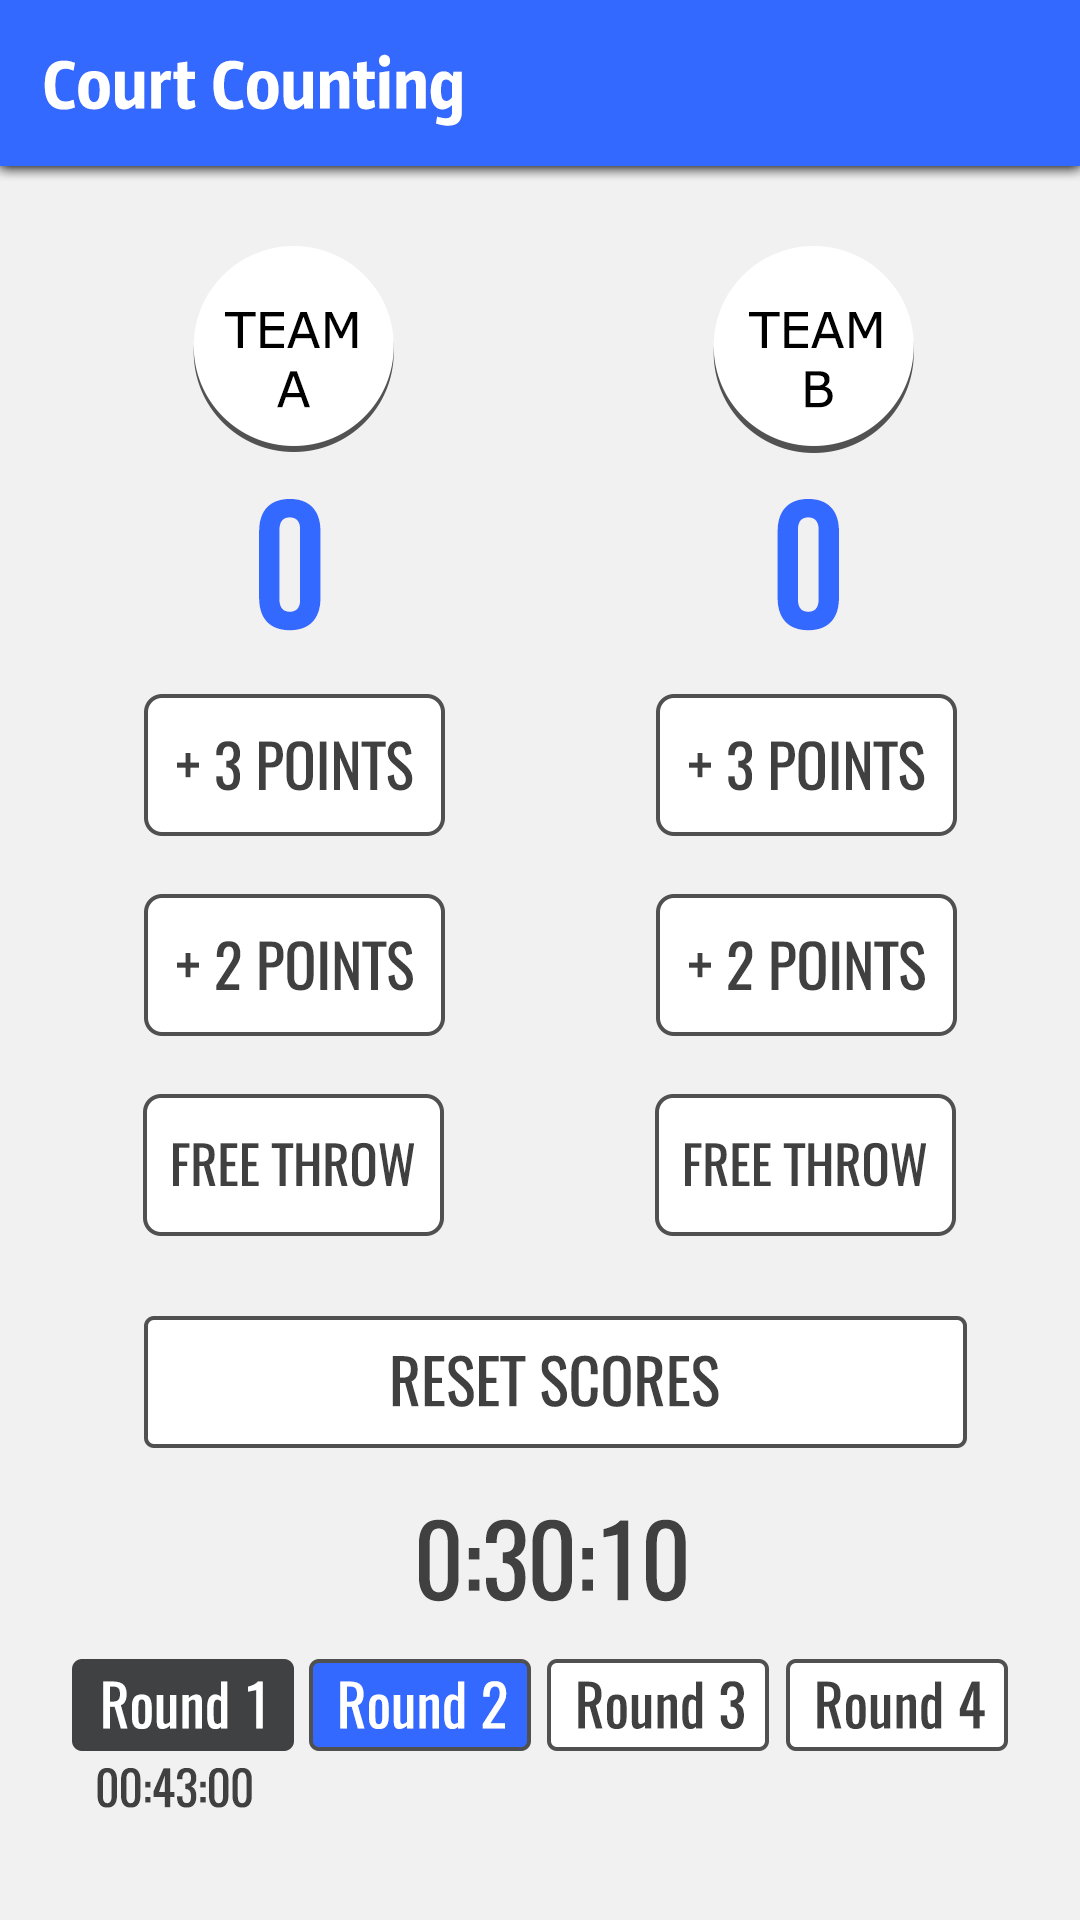 Court Counting
TEAM
A
TEAM
B
0
0
+ 3 POINTS
+ 3 POINTS
+ 2 POINTS
+ 2 POINTS
FREE THROW
FREE THROW
RESET SCORES
0:30:10
Round 1
Round 2
Round 3
Round 4
00:43:00